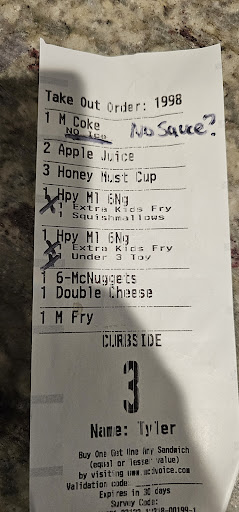 Take Out Order: 1998
1 M Coke
No Ice
No Sauce?
2 Apple Juice
3 Honey Must Cup
1 Hpy Ml 6Ng
1 Extra Kids Fry
Squishmallows
1 Hpy Ml 6Ng
1 Extra Kids Fry
Under 3 Toy
1 6-McNuggets
1 Double Cheese
1 M Fry
CURBSIDE
3
Name: Tyler
Buy One Get One Any Sandwich
(equal or lesser value)
by visiting www.mcdvoice.com
Validation code:
Expires in 30 days
Survey Code: